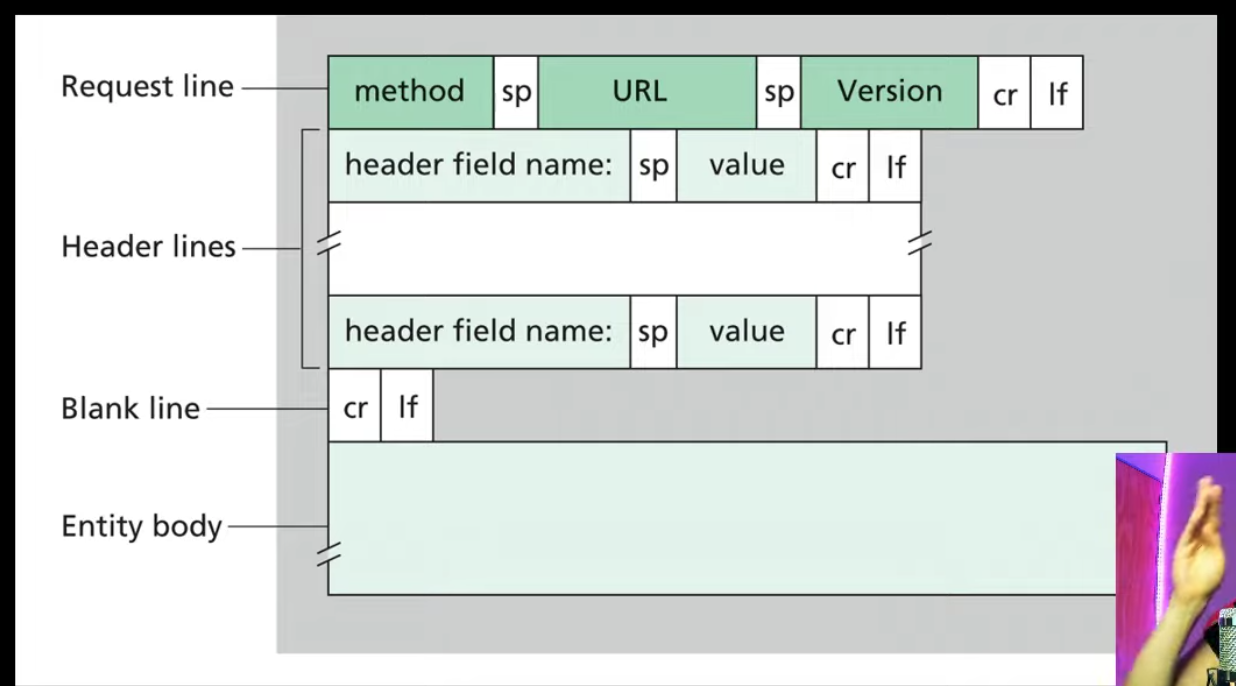 Request line method sp URL sp Version cr lf
header field name: sp value cr lf
Header lines
header field name: sp value cr lf
Blank line cr lf
Entity body